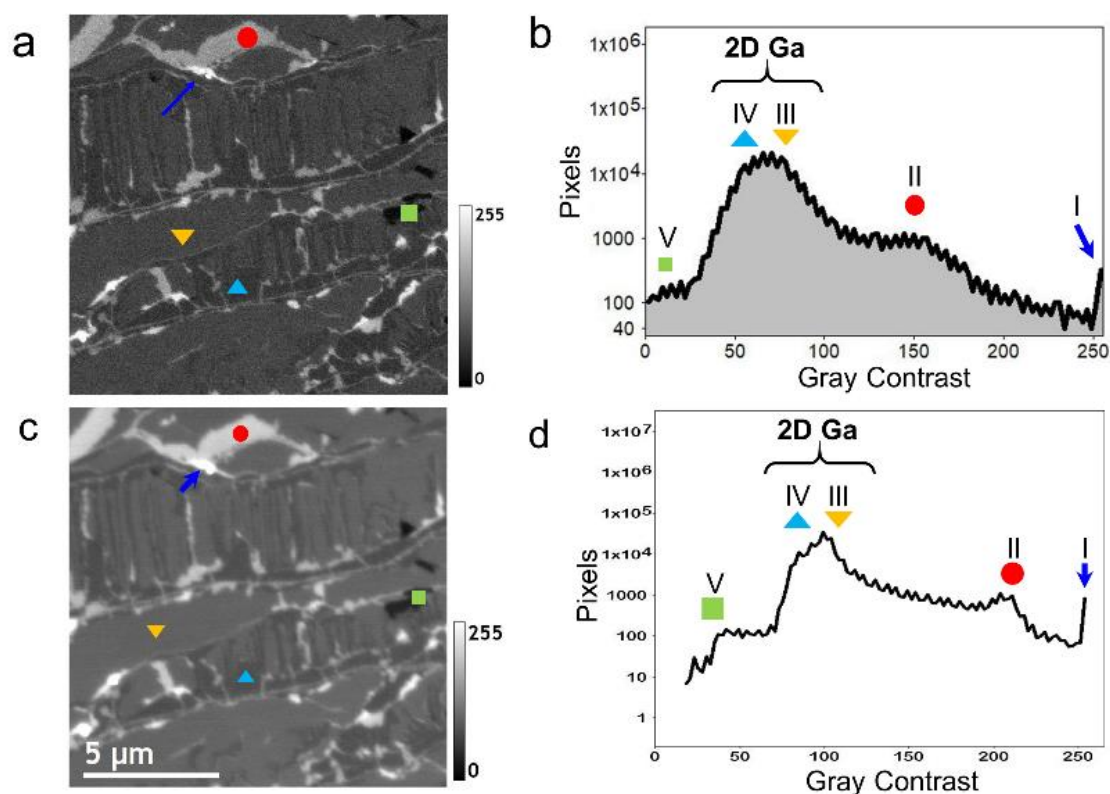 a
255
0
b
1x10⁶
1x10⁵
1x10⁴
1000
100
40
Pixels
2D Ga
IV
III
II
I
V
0
50
100
150
200
250
Gray Contrast
c
5 µm
255
0
d
1x10⁷
1x10⁶
1x10⁵
1x10⁴
1000
100
10
1
Pixels
2D Ga
IV
III
II
I
V
0
50
100
150
200
250
Gray Contrast